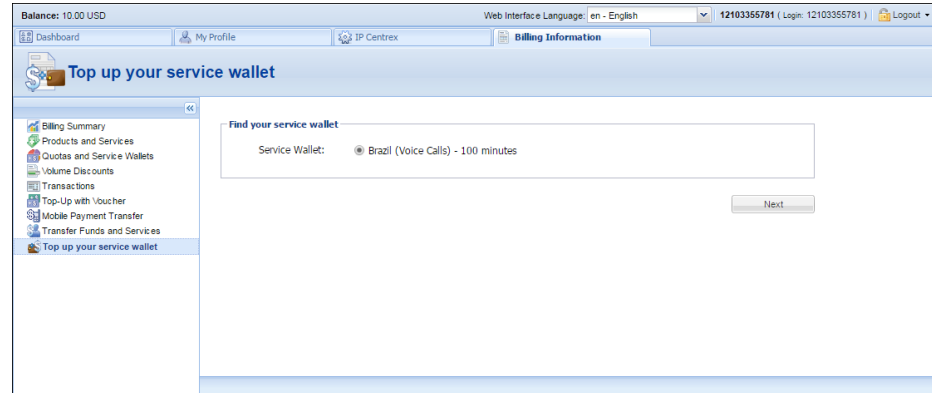 Balance: 10.00 USD Web Interface Language: en - English 12103355781 ( Login: 12103355781 ) Logout
Dashboard My Profile IP Centrex Billing Information
Top up your service wallet
Billing Summary
Products and Services
Quotas and Service Wallets
Volume Discounts
Transactions
Top-Up with Voucher
Mobile Payment Transfer
Transfer Funds and Services
Top up your service wallet
Find your service wallet
Service Wallet: Brazil (Voice Calls) - 100 minutes
Next